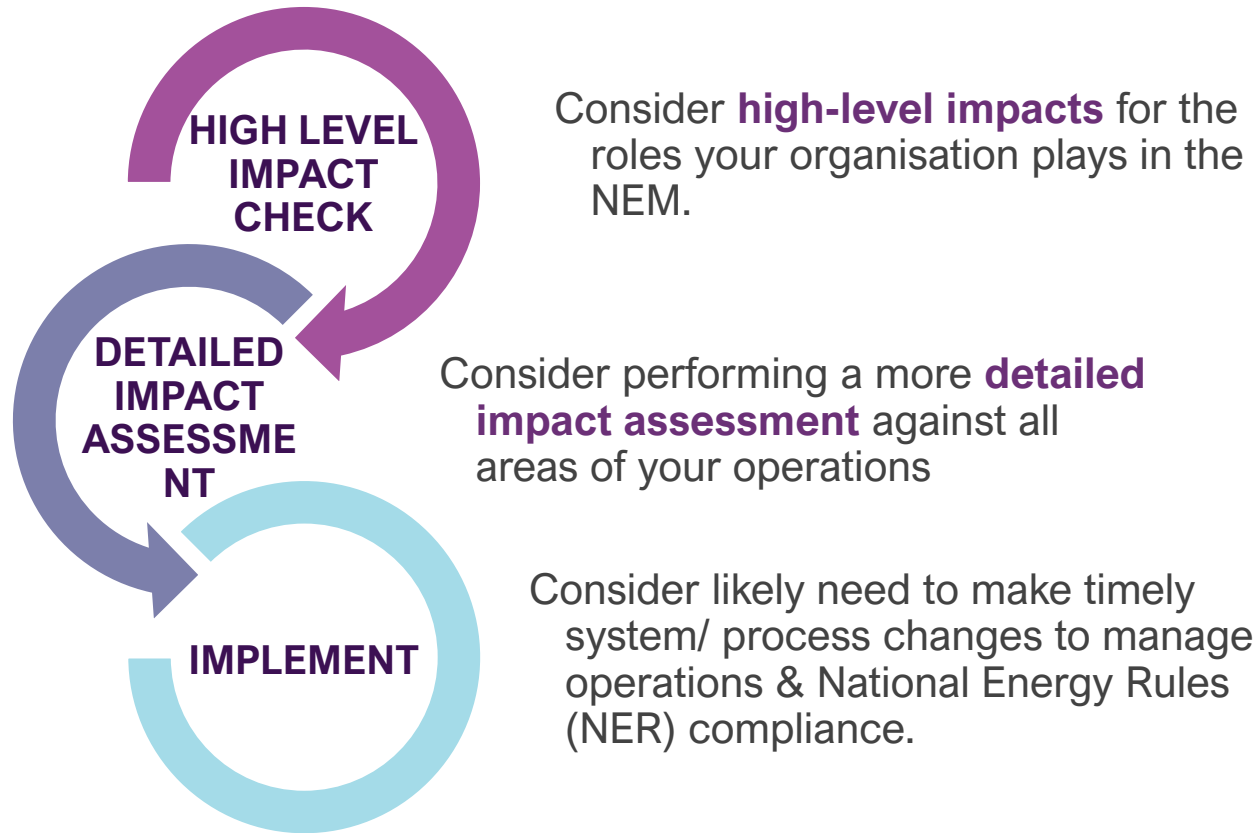 HIGH LEVEL
IMPACT
CHECK
Consider high-level impacts for the
roles your organisation plays in the
NEM.
DETAILED
IMPACT
ASSESSME
NT
Consider performing a more detailed
impact assessment against all
areas of your operations
IMPLEMENT
Consider likely need to make timely
system/ process changes to manage
operations & National Energy Rules
(NER) compliance.